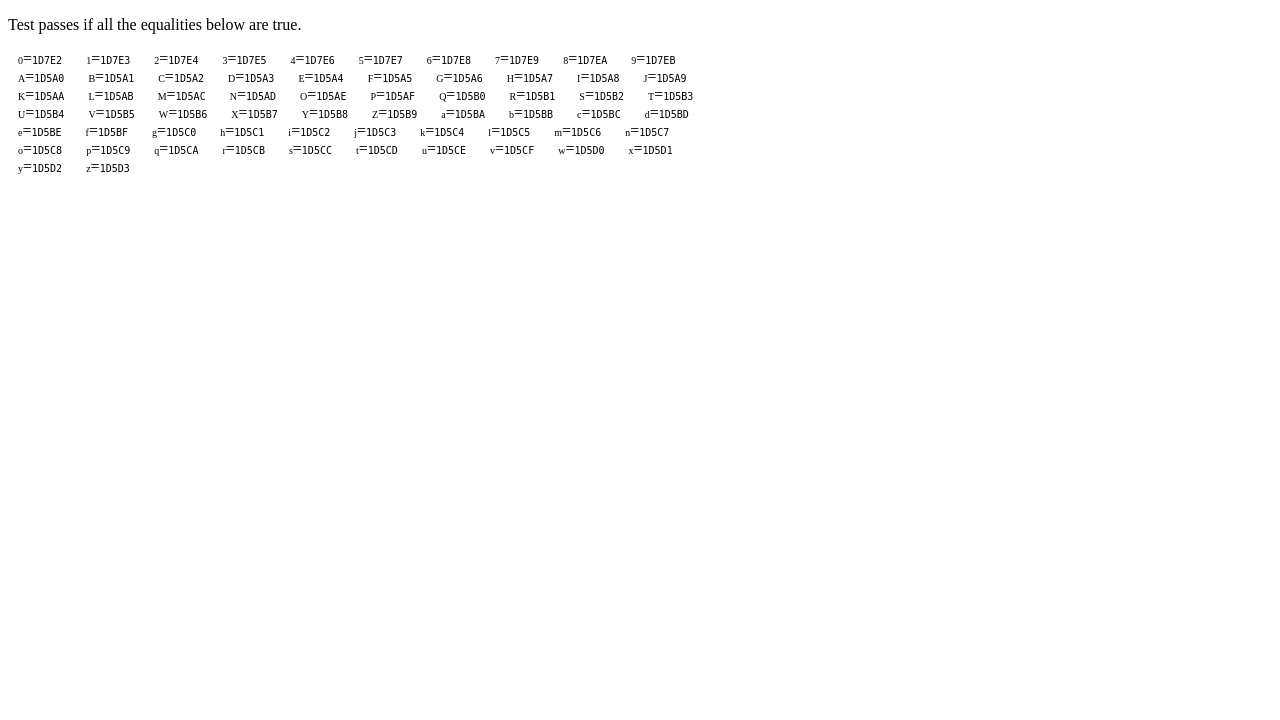 Test passes if all the equalities below are true.
0=1D7E2 1=1D7E3 2=1D7E4 3=1D7E5 4=1D7E6 5=1D7E7 6=1D7E8 7=1D7E9 8=1D7EA 9=1D7EB
A=1D5A0 B=1D5A1 C=1D5A2 D=1D5A3 E=1D5A4 F=1D5A5 G=1D5A6 H=1D5A7 I=1D5A8 J=1D5A9
K=1D5AA L=1D5AB M=1D5AC N=1D5AD O=1D5AE P=1D5AF Q=1D5B0 R=1D5B1 S=1D5B2 T=1D5B3
U=1D5B4 V=1D5B5 W=1D5B6 X=1D5B7 Y=1D5B8 Z=1D5B9 a=1D5BA b=1D5BB c=1D5BC d=1D5BD
e=1D5BE f=1D5BF g=1D5C0 h=1D5C1 i=1D5C2 j=1D5C3 k=1D5C4 l=1D5C5 m=1D5C6 n=1D5C7
o=1D5C8 p=1D5C9 q=1D5CA r=1D5CB s=1D5CC t=1D5CD u=1D5CE v=1D5CF w=1D5D0 x=1D5D1
y=1D5D2 z=1D5D3